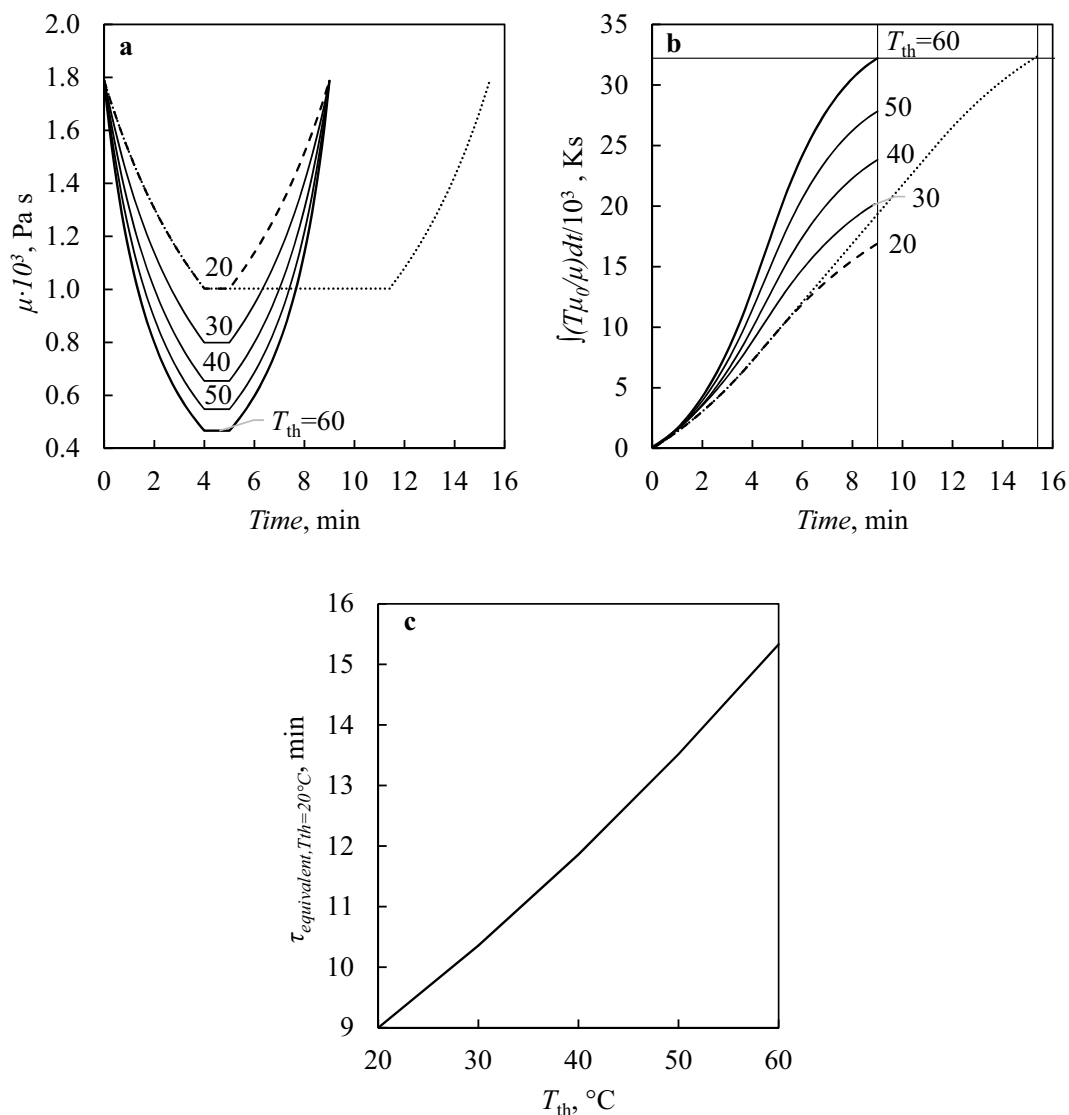 a
2.0
1.8
1.6
1.4
1.2
1.0
0.8
0.6
0.4
μ·10³, Pa s
20
30
40
50
T_th=60
0 2 4 6 8 10 12 14 16
Time, min
b
35
30
25
20
15
10
5
0
∫(Tμ₀/μ)dt/10³ , Ks
T_th=60
50
40
30
20
0 2 4 6 8 10 12 14 16
Time, min
c
16
15
14
13
12
11
10
9
τ_equivalent,Tth=20°C, min
20 30 40 50 60
T_th, °C